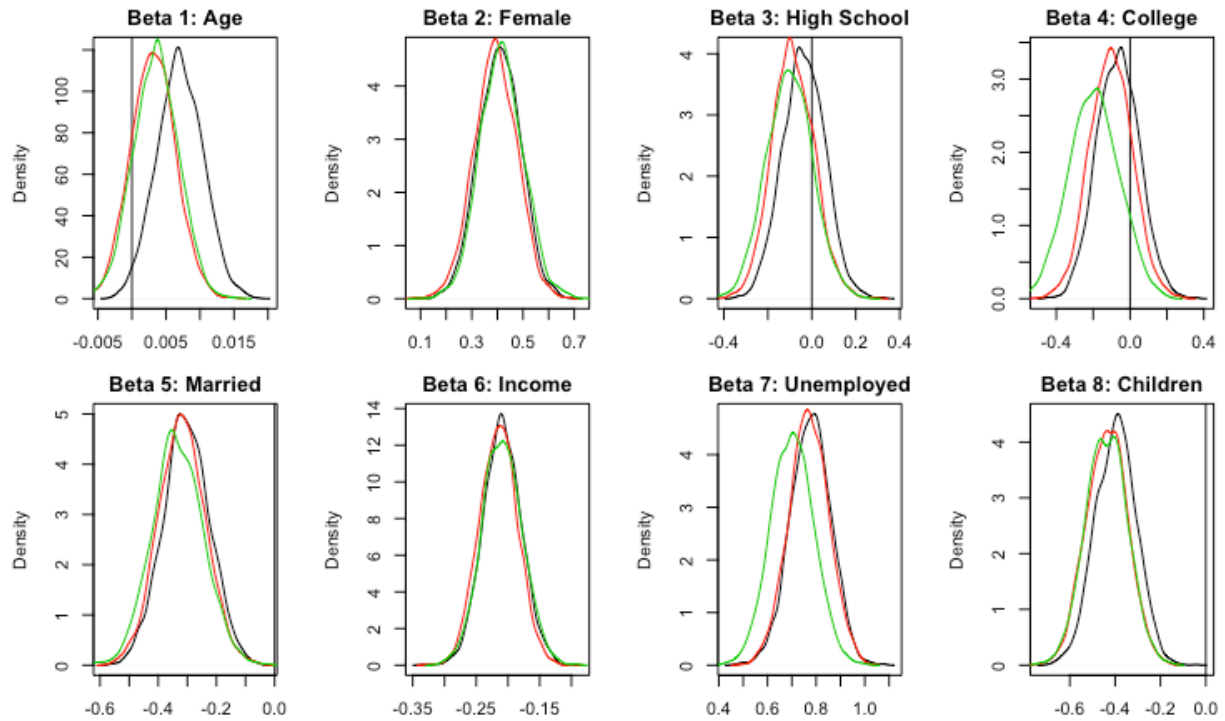 Beta 1: Age
Density
0 20 40 60 80 100
-0.005 0.005 0.015
Beta 2: Female
Density
0 1 2 3 4
0.1 0.3 0.5 0.7
Beta 3: High School
Density
0 1 2 3 4
-0.4 0.0 0.4
Beta 4: College
Density
0.0 1.0 2.0 3.0
-0.4 0.0 0.4
Beta 5: Married
Density
0 1 2 3 4 5
-0.6 -0.4 -0.2 0.0
Beta 6: Income
Density
0 2 4 6 8 10 12 14
-0.35 -0.25 -0.15
Beta 7: Unemployed
Density
0 1 2 3 4
0.4 0.6 0.8 1.0
Beta 8: Children
Density
0 1 2 3 4
-0.6 -0.4 -0.2 0.0